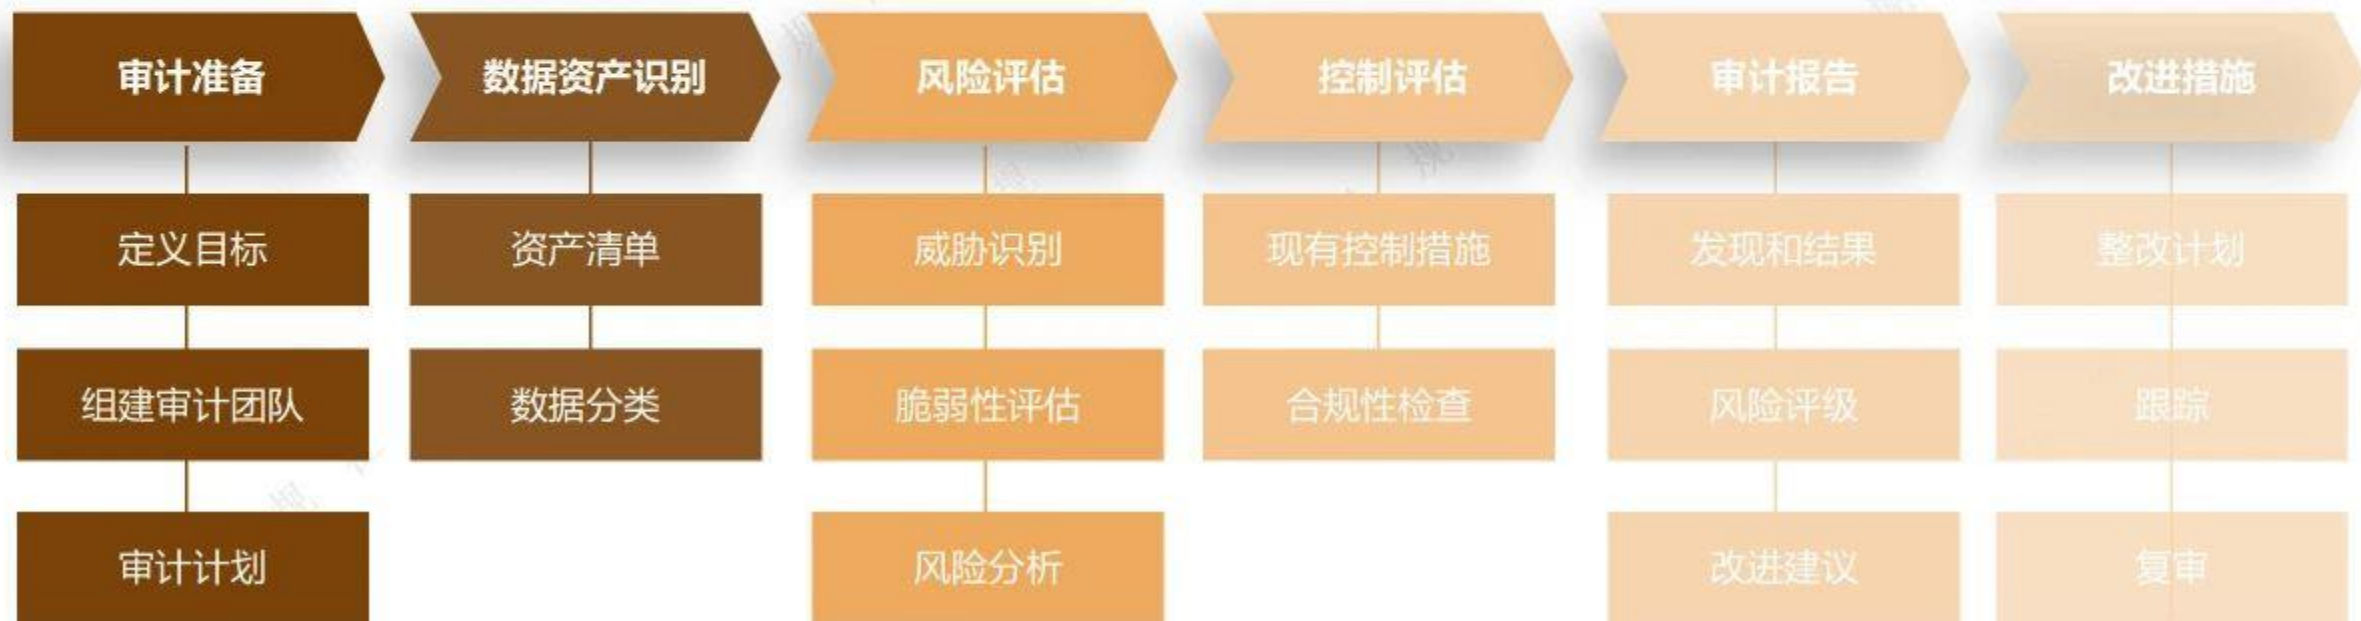 审计准备
数据资产识别
风险评估
控制评估
审计报告
改进措施
定义目标
资产清单
威胁识别
现有控制措施
发现和结果
整改计划
组建审计团队
数据分类
脆弱性评估
合规性检查
风险评级
跟踪
审计计划
风险分析
改进建议
复审